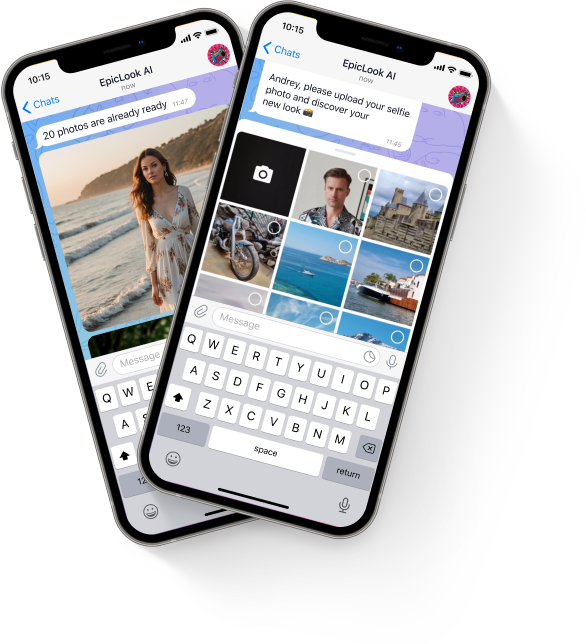 10:15
Chats
EpicLook AI
now
20 photos are already ready 11:47
Message
Q W E
A S
12
10:15
Chats
EpicLook AI
now
Andrey, please upload your selfie
photo and discover your
new look
11:45
Message
Q W E R T Y U I O P
A S D F G H J K L
Z X C V B N M
123 space return